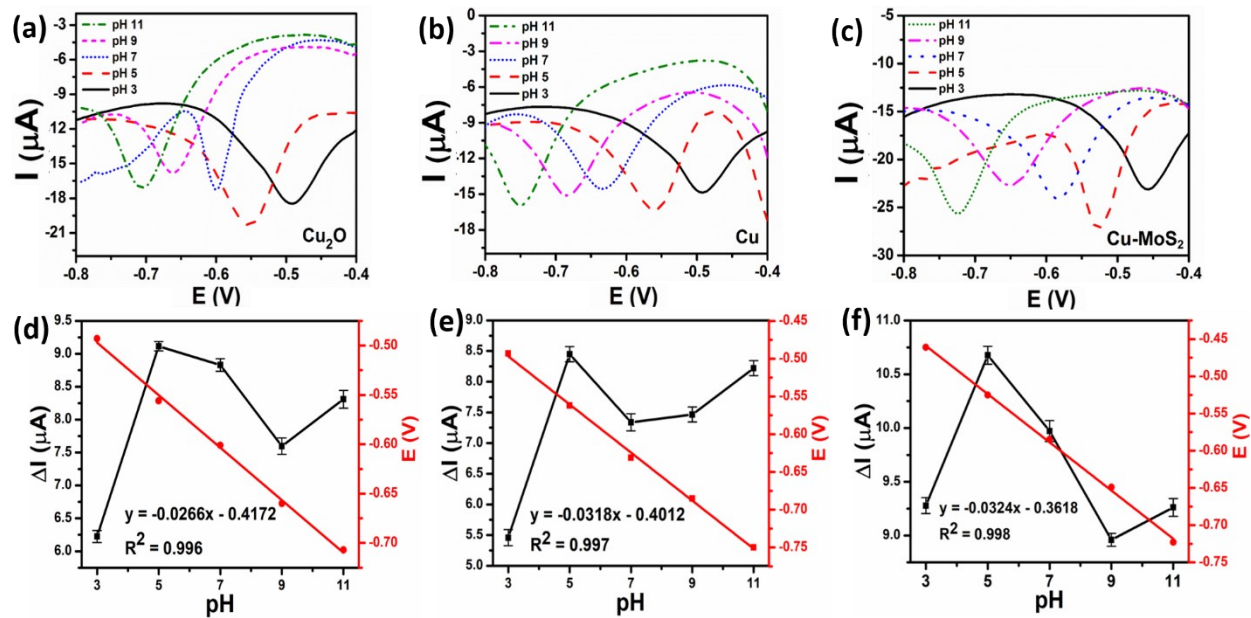 (a)
-3
-6
-9
12
15
18
-21
I (μA)
pH 11
pH 9
pH 7
pH 5
pH 3
Cu₂O
-0.8 -0.7 -0.6 -0.5 -0.4
E (V)
(b)
0
-3
-6
-9
-12
-15
-18
I (μA)
pH 11
pH 9
pH 7
pH 5
pH 3
Cu
-0.8 -0.7 -0.6 -0.5 -0.4
E (V)
(c)
-5
-10
-15
-20
-25
-30
I (μA)
pH 11
pH 9
pH 7
pH 5
pH 3
Cu-MoS₂
-0.8 -0.7 -0.6 -0.5 -0.4
E (V)
(d)
9.5
9.0
8.5
8.0
7.5
7.0
6.5
6.0
ΔI (μA)
-0.50
-0.55
-0.60
-0.65
-0.70
E (V)
y = -0.0266x - 0.4172
R² = 0.996
3 5 7 9 11
pH
(e)
9.0
8.5
8.0
7.5
7.0
6.5
6.0
5.5
5.0
ΔI (μA)
-0.45
-0.50
-0.55
-0.60
-0.65
-0.70
-0.75
E (V)
y = -0.0318x - 0.4012
R² = 0.997
3 5 7 9 11
pH
(f)
11.0
10.5
10.0
9.5
9.0
ΔI (μA)
-0.45
-0.50
-0.55
-0.60
-0.65
-0.70
-0.75
E (V)
y = -0.0324x - 0.3618
R² = 0.998
3 5 7 9 11
pH